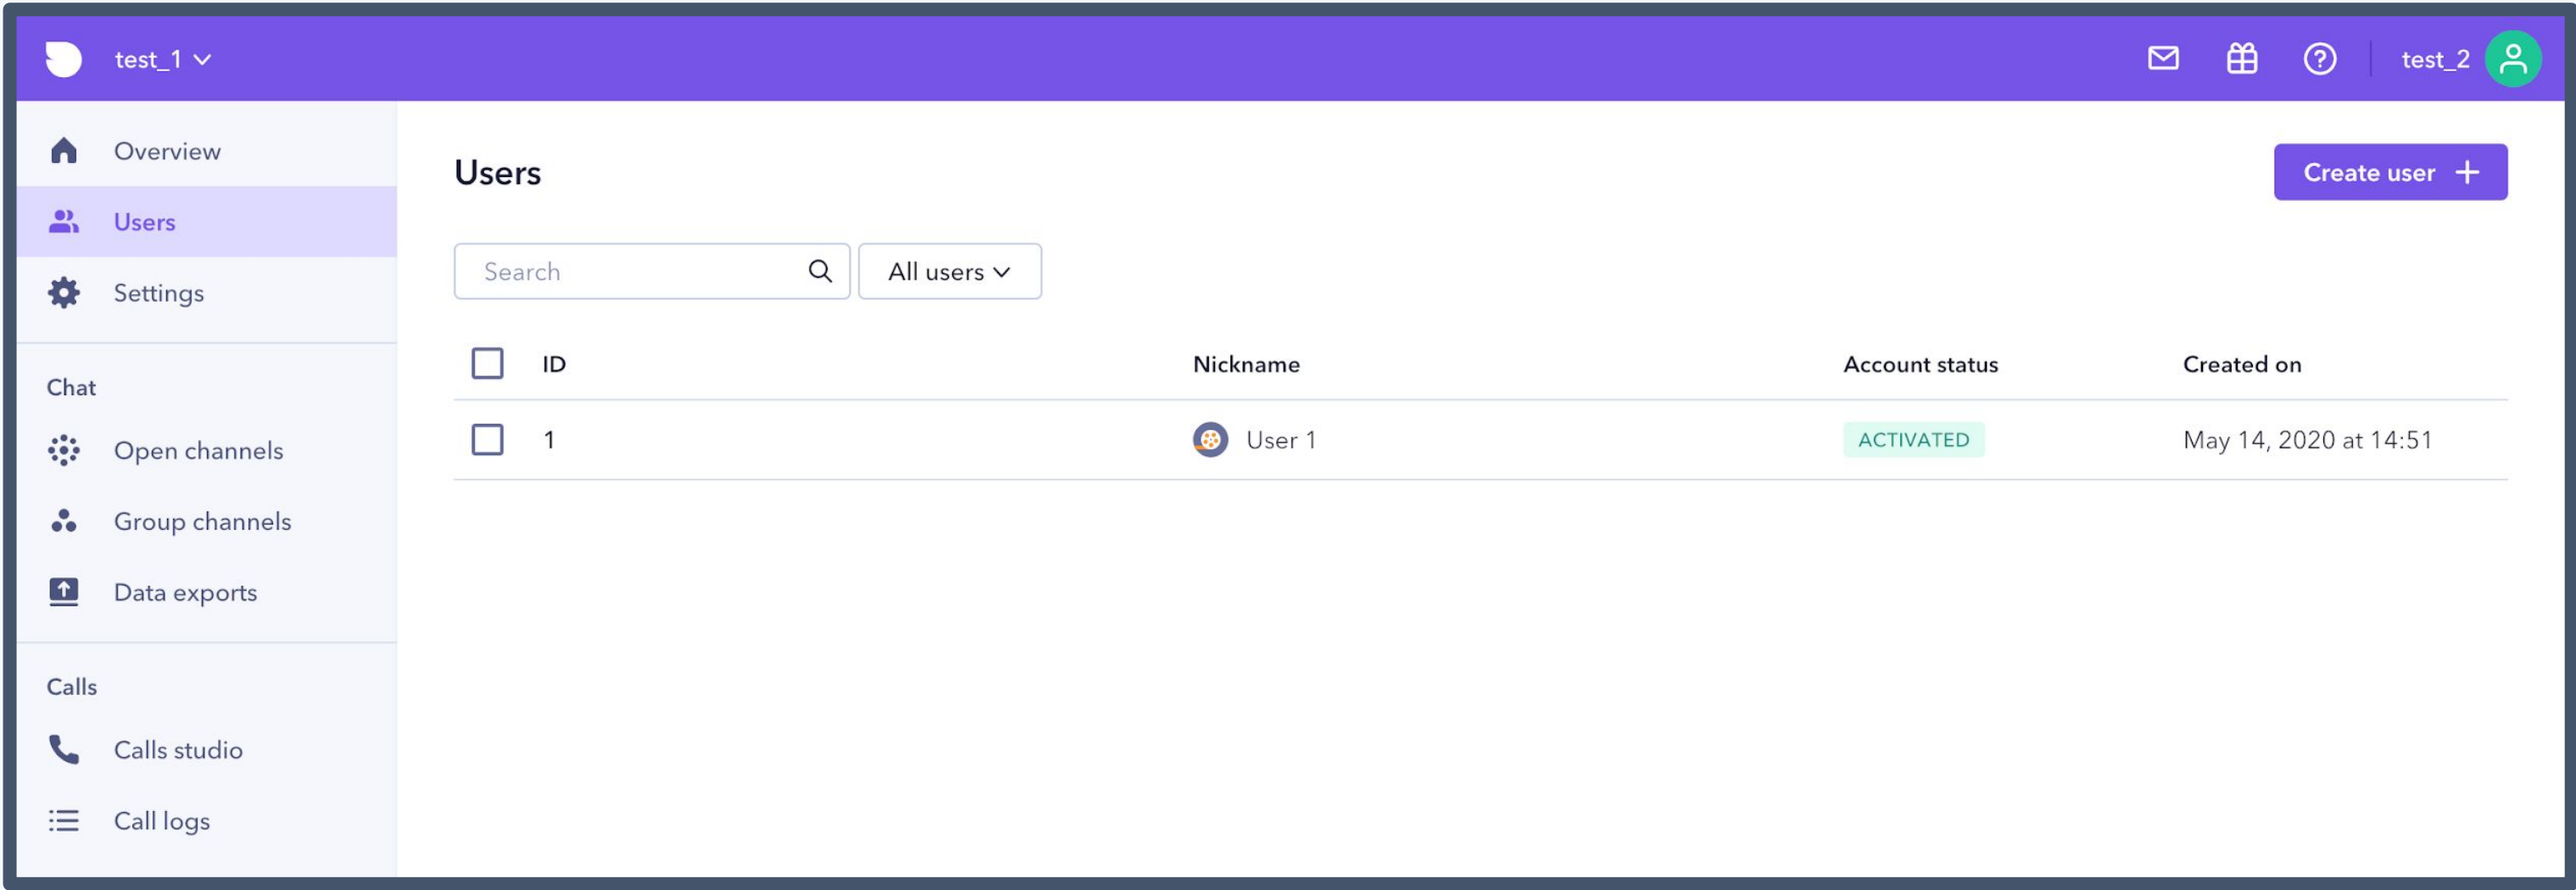 test_1
test_2
Overview
Users
Settings
Chat
Open channels
Group channels
Data exports
Calls
Calls studio
Call logs
Users
Create user
Search
All users
ID Nickname Account status Created on
1 User 1 ACTIVATED May 14, 2020 at 14:51